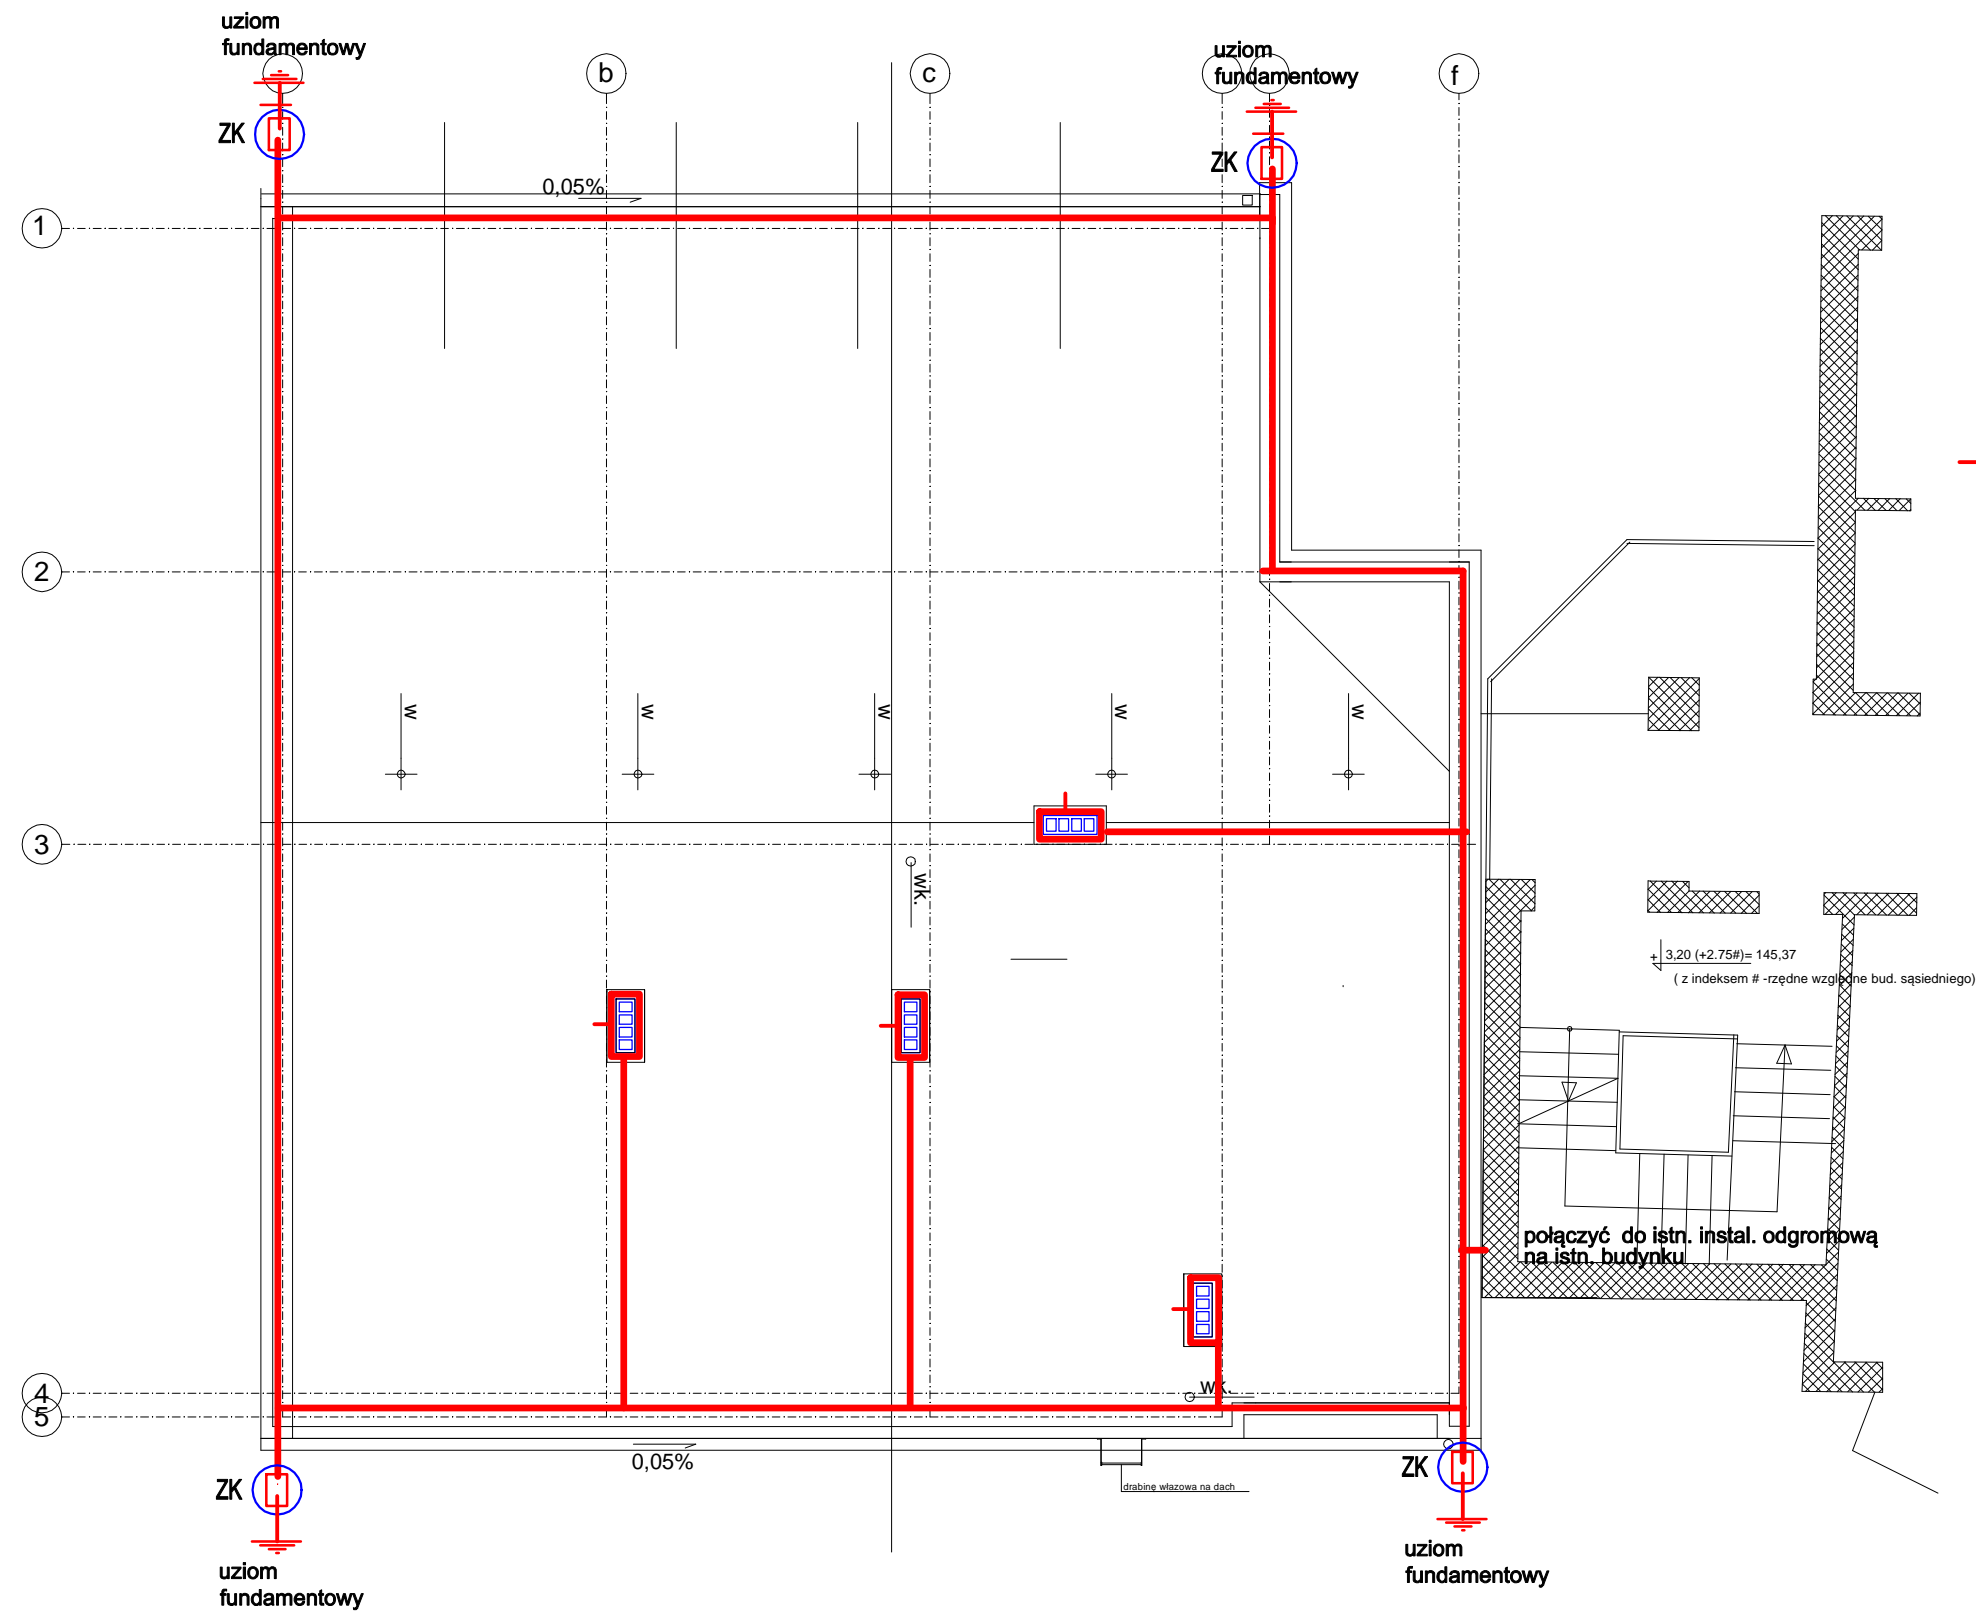 uziom
fundamentowy
uziom
fundamentowy
b
c
f
ZK
ZK
0,05%
1
2
w
w
w
w
w
3
wk.
+ 3,20 (+2.75#)= 145,37
( z indeksem # -rzędne względne bud. sąsiedniego)
połączyć do istn. instal. odgromową
na istn. budynku
wk.
4
5
0,05%
ZK
ZK
drabinę włazowa na dach
uziom
fundamentowy
uziom
fundamentowy